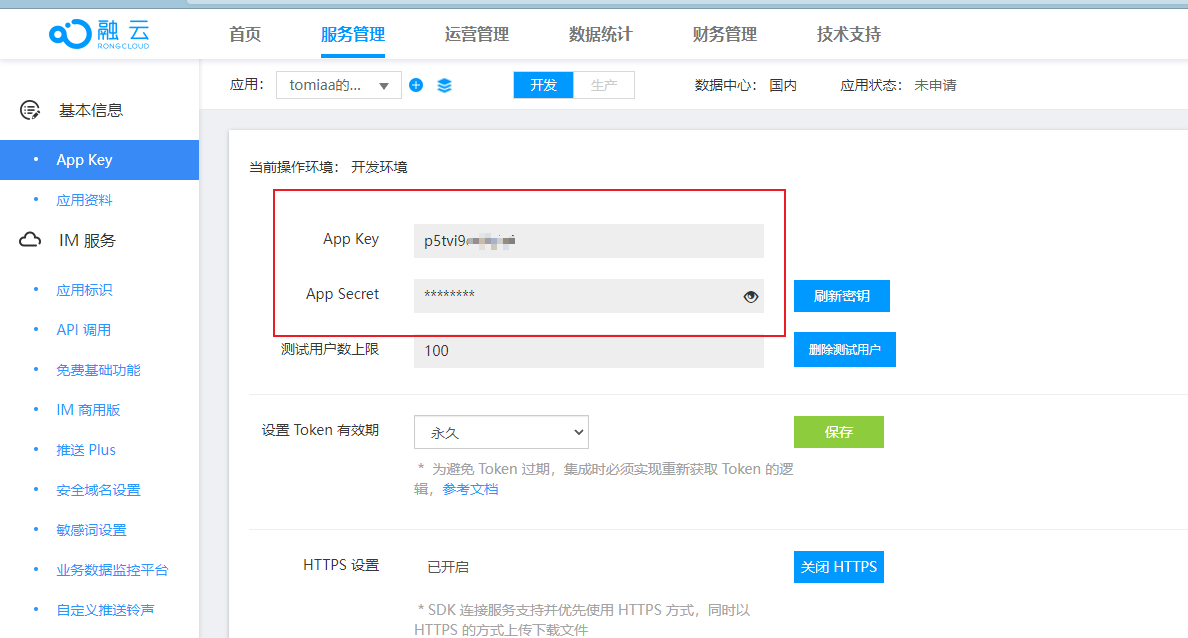 融 云
RONGCLOUD
首页
服务管理
运营管理
数据统计
财务管理
技术支持
应用：
tomiaa的...
开发
生产
数据中心： 国内
应用状态： 未申请
基本信息
App Key
应用资料
IM 服务
应用标识
API 调用
免费基础功能
IM 商用版
推送 Plus
安全域名设置
敏感词设置
业务数据监控平台
自定义推送铃声
当前操作环境： 开发环境
App Key
p5tvi9
App Secret
********
刷新密钥
测试用户数上限
100
删除测试用户
设置 Token 有效期
永久
保存
* 为避免 Token 过期，集成时必须实现重新获取 Token 的逻
辑，参考文档
HTTPS 设置
已开启
关闭 HTTPS
* SDK 连接服务支持并优先使用 HTTPS 方式，同时以
HTTPS 的方式上传下载文件